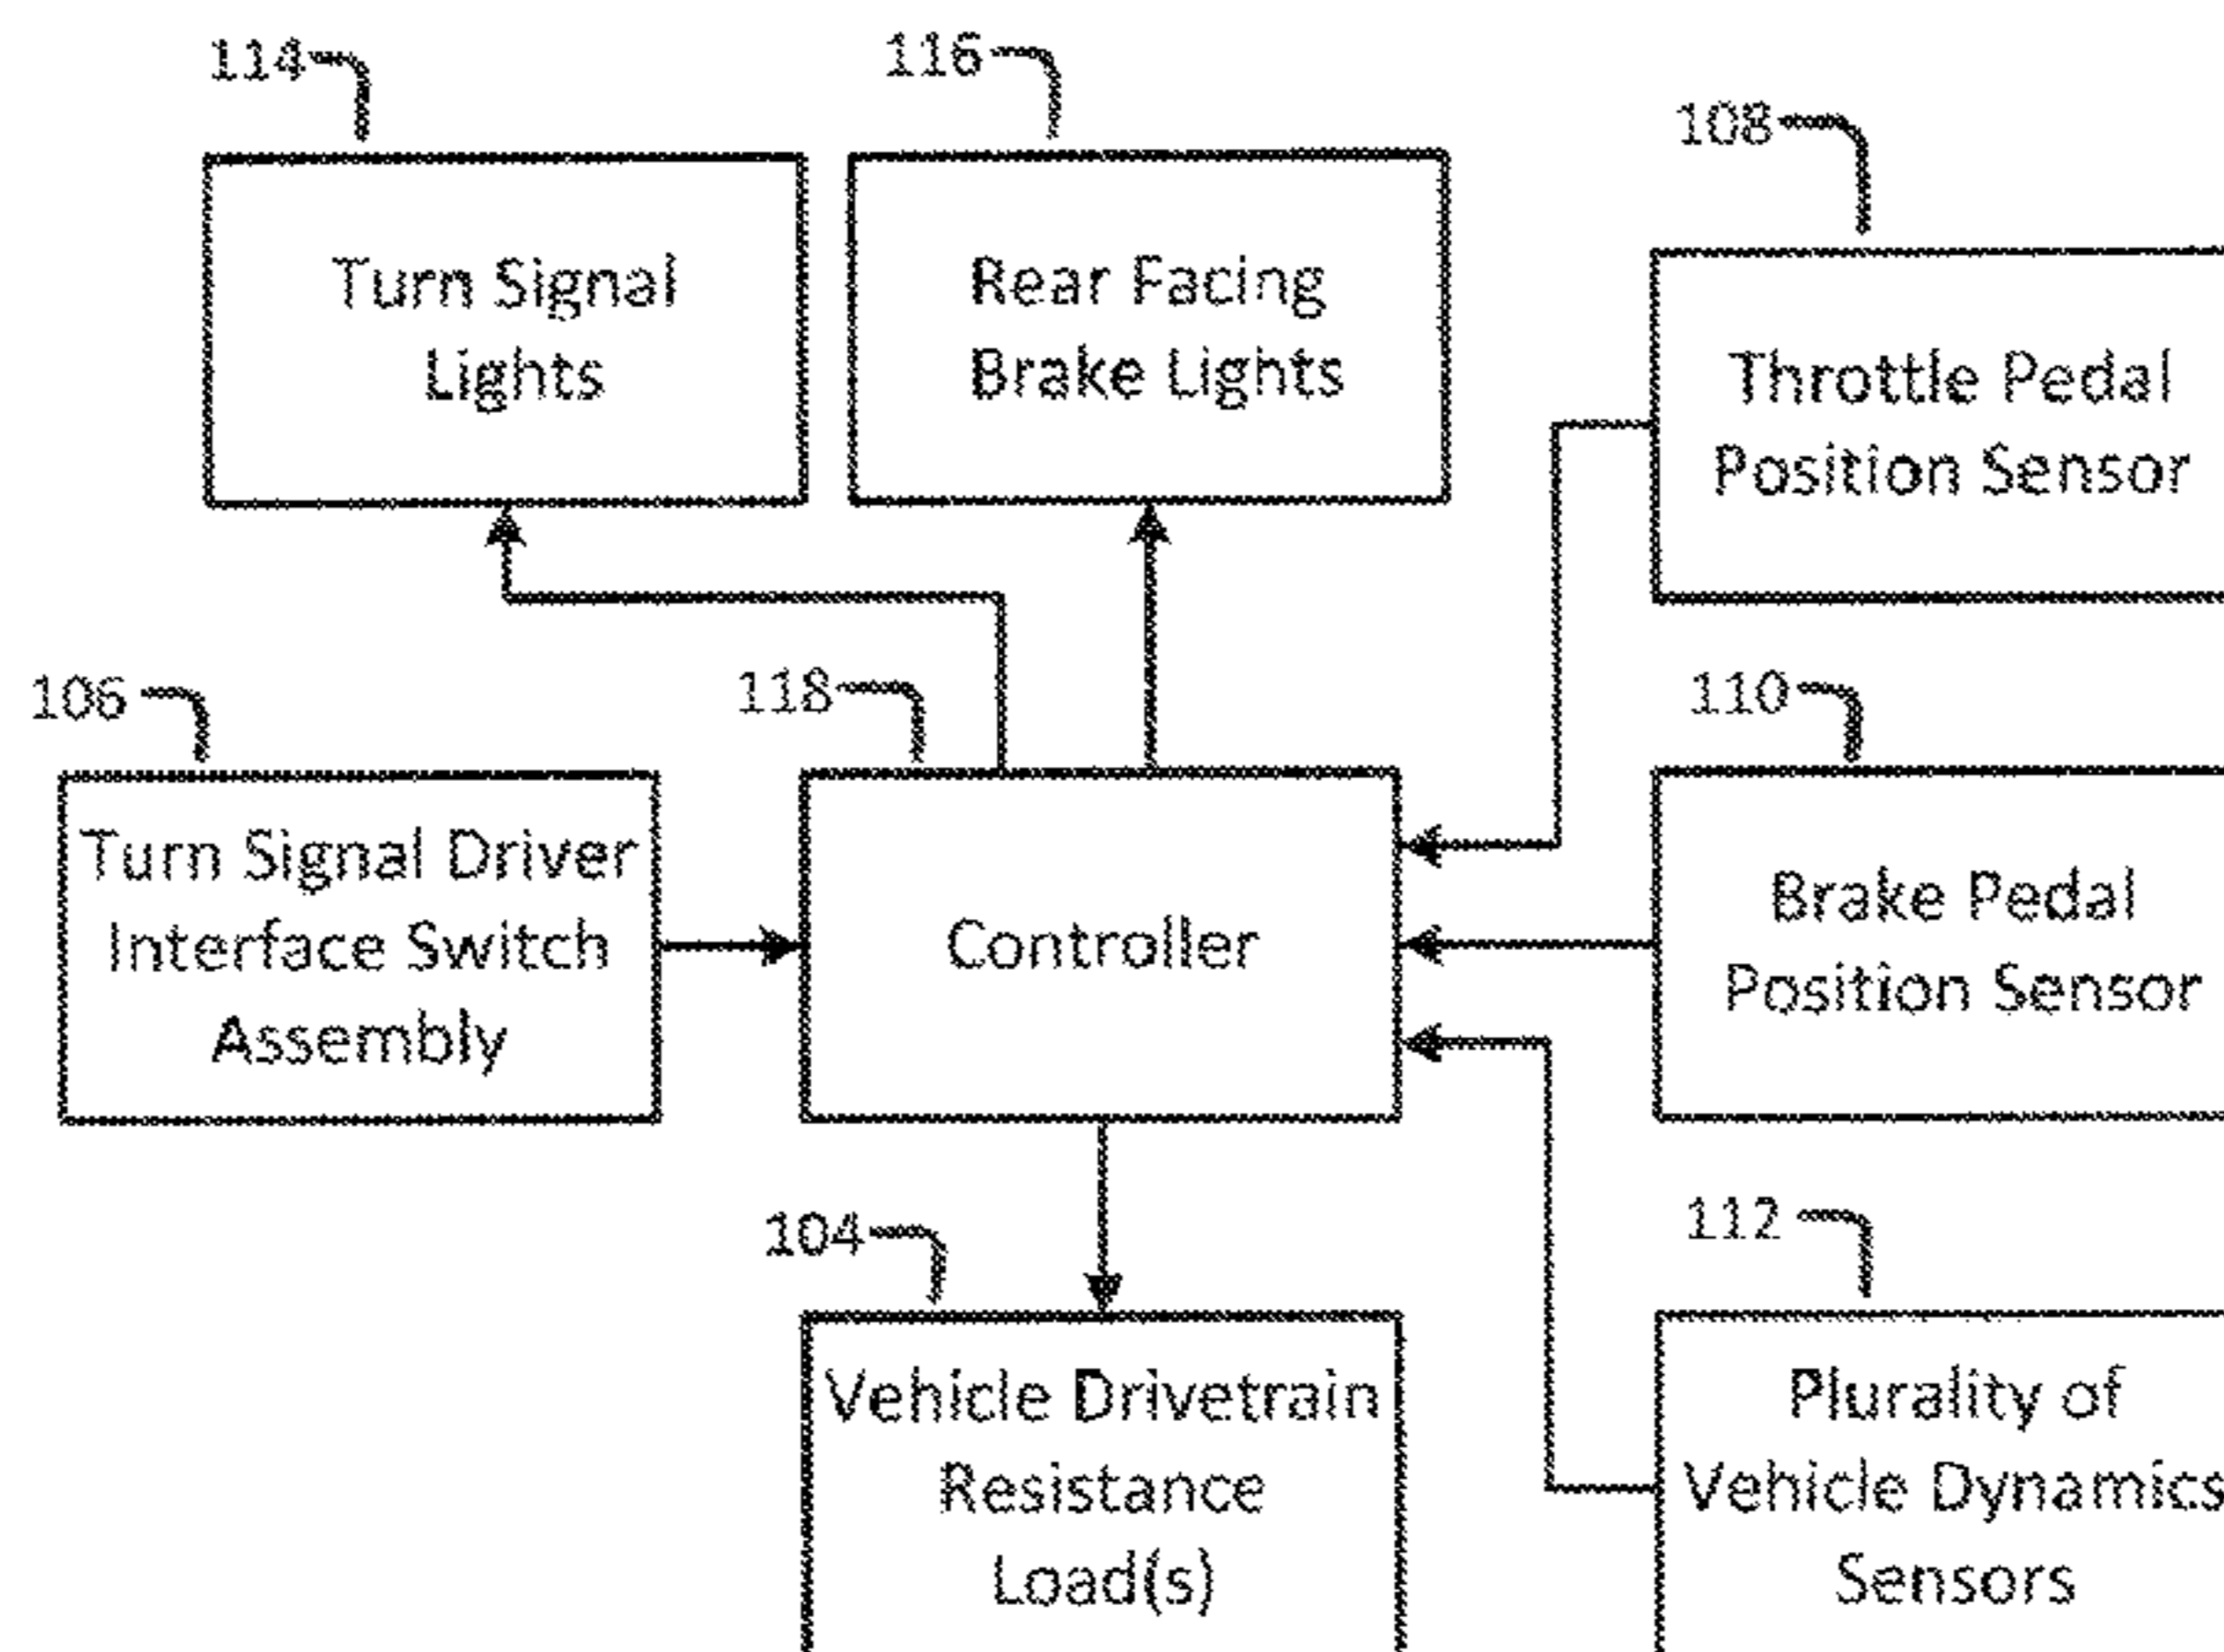 114
116
108
Turn Signal
Lights
Rear Facing
Brake Lights
Throttle Pedal
Position Sensor
106
118
110
Turn Signal Driver
Interface Switch
Assembly
Controller
Brake Pedal
Position Sensor
104
112
Vehicle Drivetrain
Resistance
Load(s)
Plurality of
Vehicle Dynamics
Sensors